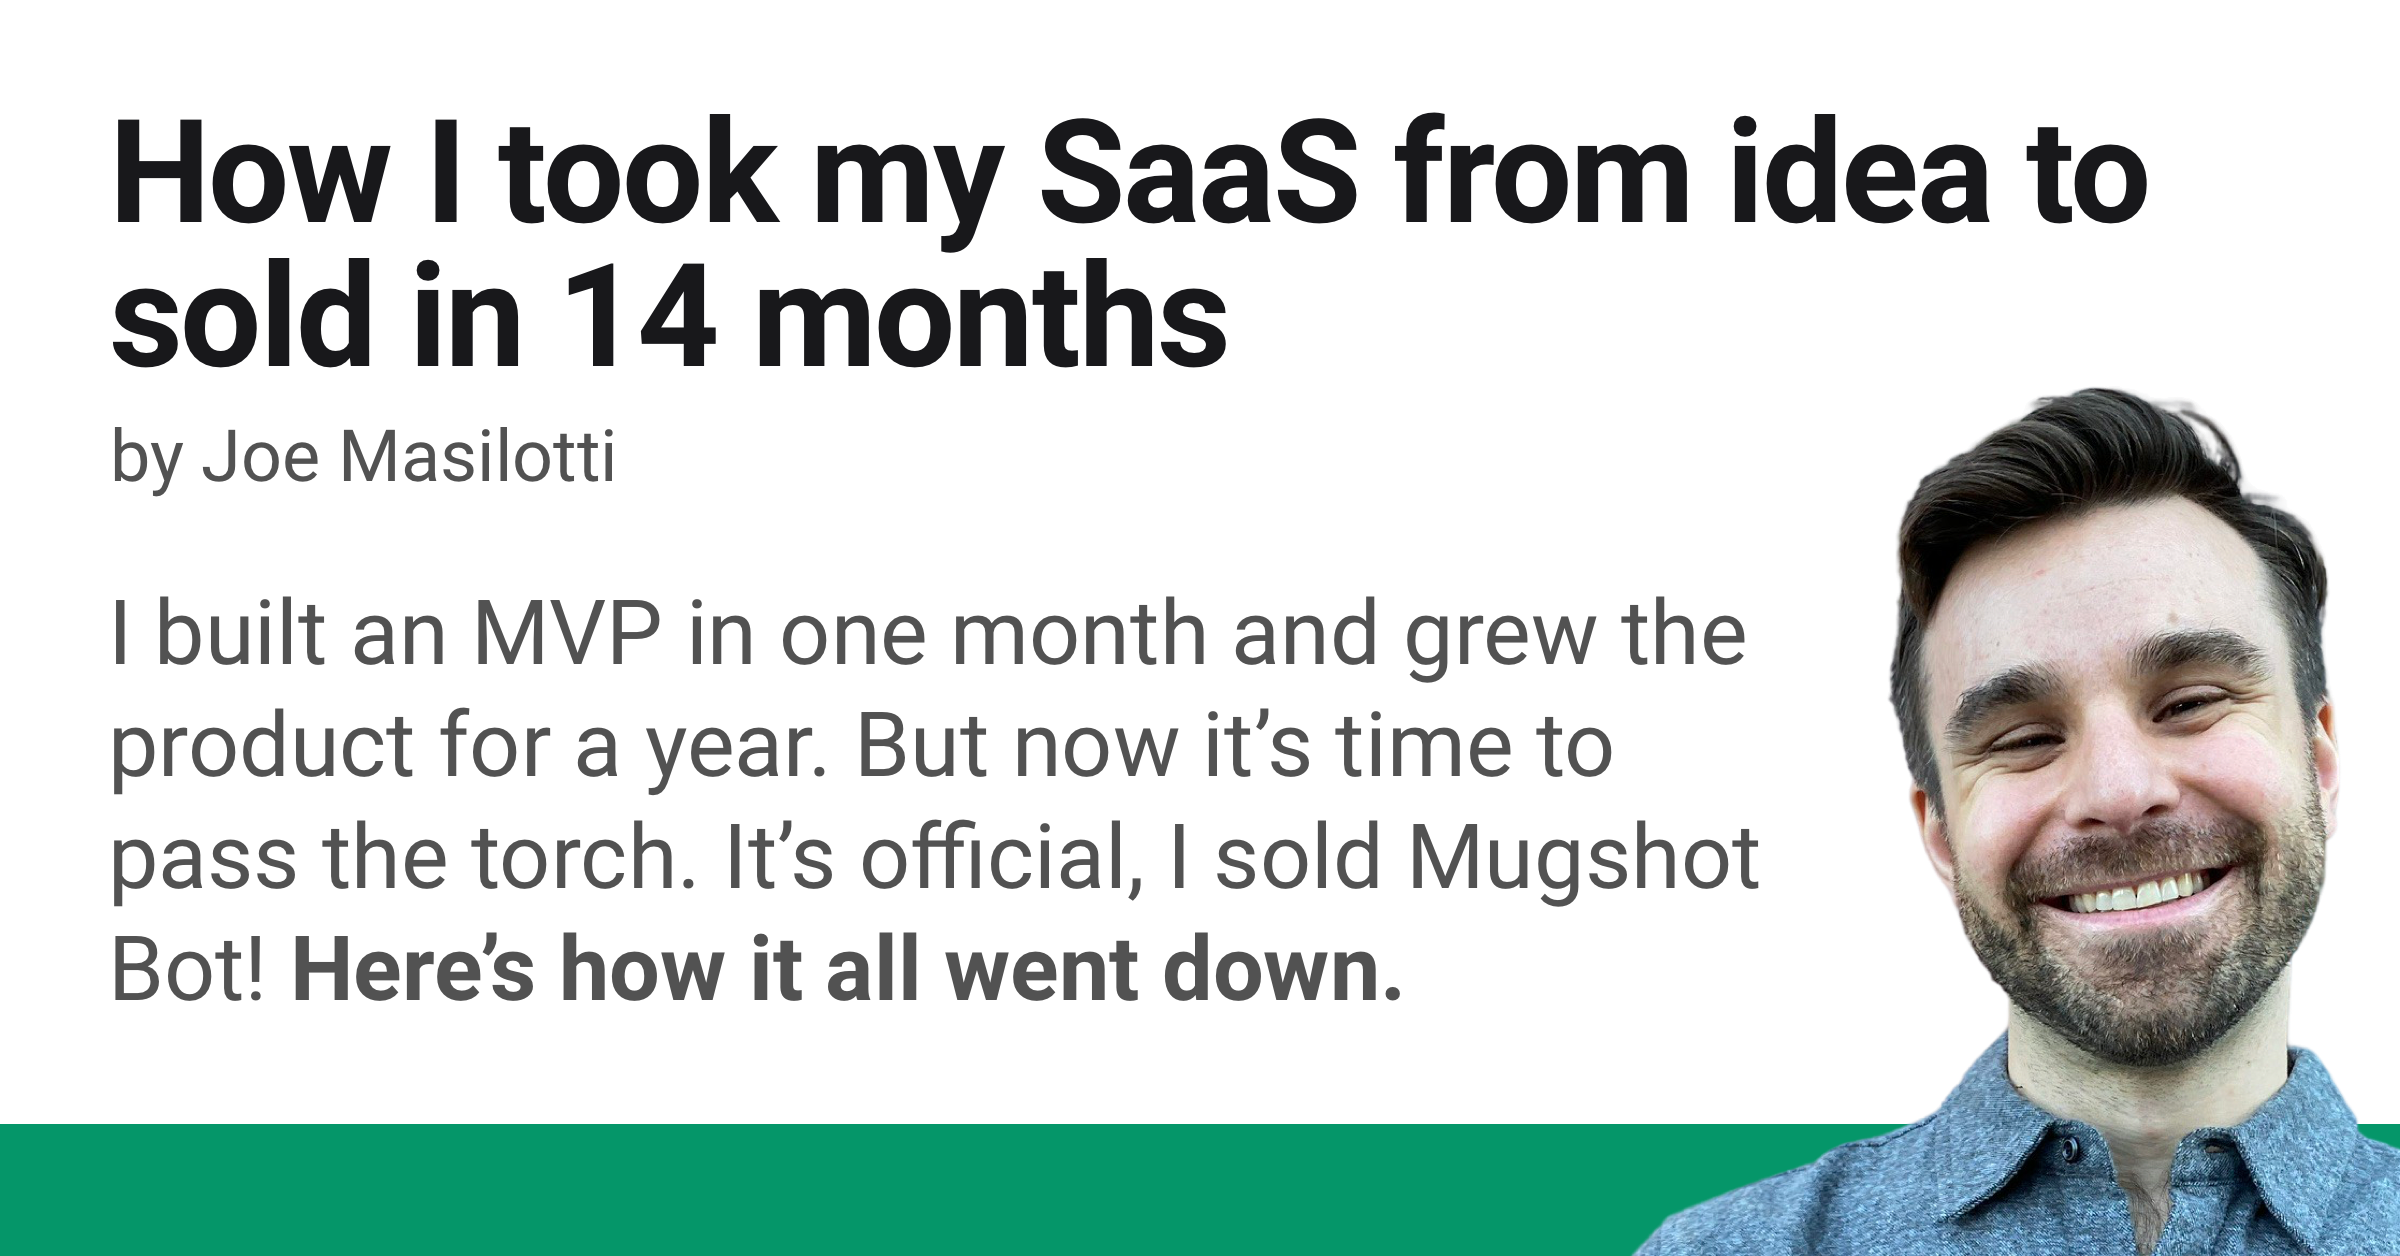 How I took my SaaS from idea to
sold in 14 months
by Joe Masilotti
I built an MVP in one month and grew the
product for a year. But now it’s time to
pass the torch. It’s official, I sold Mugshot
Bot! Here’s how it all went down.